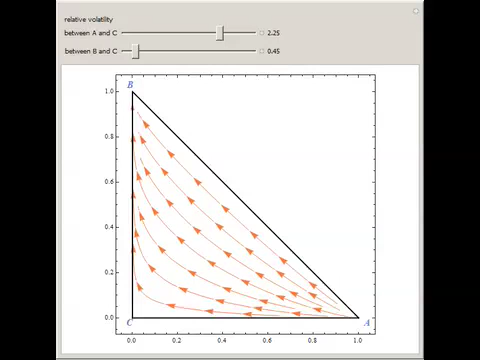 relative volatility
between A and C 2.25
between B and C 0.45
B
1.0
0.8
0.6
0.4
0.2
0.0
C A
0.0 0.2 0.4 0.6 0.8 1.0